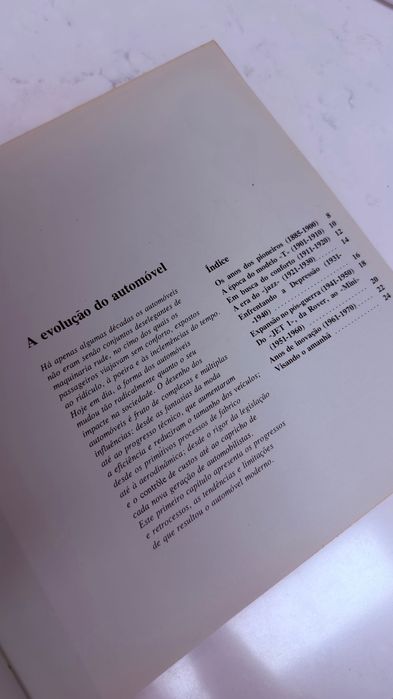 A evolução do automóvel
Há apenas algumas décadas os automóveis
não eram senão conjuntos deselegantes de
maquinaria rude, no cimo dos quais os
passageiros viajavam sem conforto, expostos
ao ridículo, à poeira e às inclemências do tempo.
Hoje em dia, a forma dos automóveis
mudou tão radicalmente quanto o seu
impacte na sociedade. O desenho dos
automóveis é fruto de complexas e múltiplas
influências: desde as fantasias da moda
até ao progresso técnico, que aumentaram
a eficiência e reduziram o tamanho dos veículos;
desde os primitivos processos de fabrico
até à aerodinâmica; desde o rigor da legislação
e o contrôle de custos até ao capricho de
cada nova geração de automobilistas.
Este primeiro capítulo apresenta os progressos
e retrocessos, as tendências e limitações
de que resultou o automóvel moderno.
Índice
Os anos dos pioneiros (1885-1900) 8
A época do modelo «T» (1901-1910) 10
Em busca do conforto (1911-1920) 12
A era do «jazz» (1921-1930) 14
Enfrentando a Depressão (1931-
-1940) 16
Expansão no pós-guerra (1941-1950) 18
Do «JET 1», da Rover, ao «Mini»
(1951-1960) 20
Anos de inovação (1961-1970) 22
Visando o amanhã 24